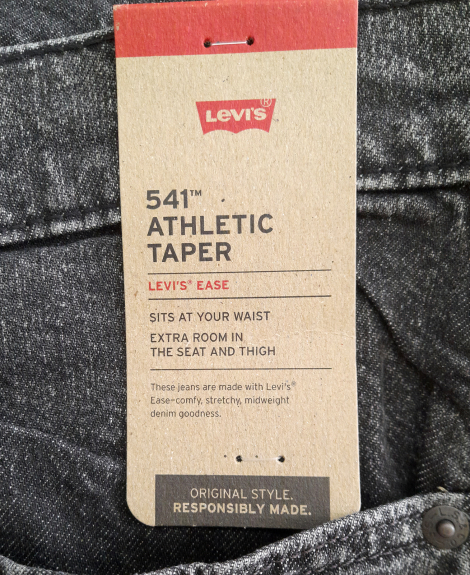 Levi's®
541™
ATHLETIC
TAPER
LEVI'S® EASE
SITS AT YOUR WAIST
EXTRA ROOM IN
THE SEAT AND THIGH
These jeans are made with Levi's®
Ease–comfy, stretchy, midweight
denim goodness.
ORIGINAL STYLE.
RESPONSIBLY MADE.